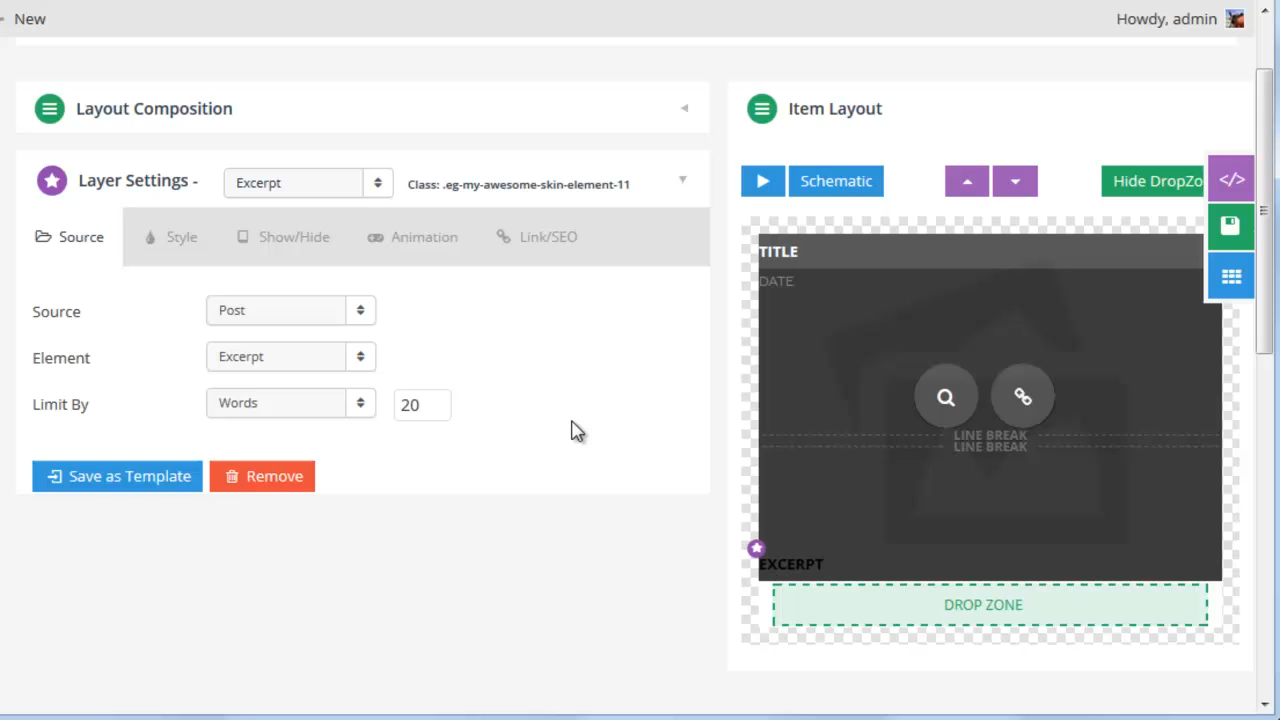 New
Howdy, admin
Layout Composition
Item Layout
Layer Settings -
Excerpt
Class: .eg-my-awesome-skin-element-11
Schematic
Hide DropZo
</>
Source
Style
Show/Hide
Animation
Link/SEO
TITLE
DATE
Source
Post
Element
Excerpt
Limit By
Words
20
LINE BREAK
LINE BREAK
Save as Template
Remove
EXCERPT
DROP ZONE